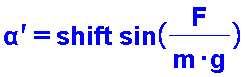 α' = shift sin(F/m·g)